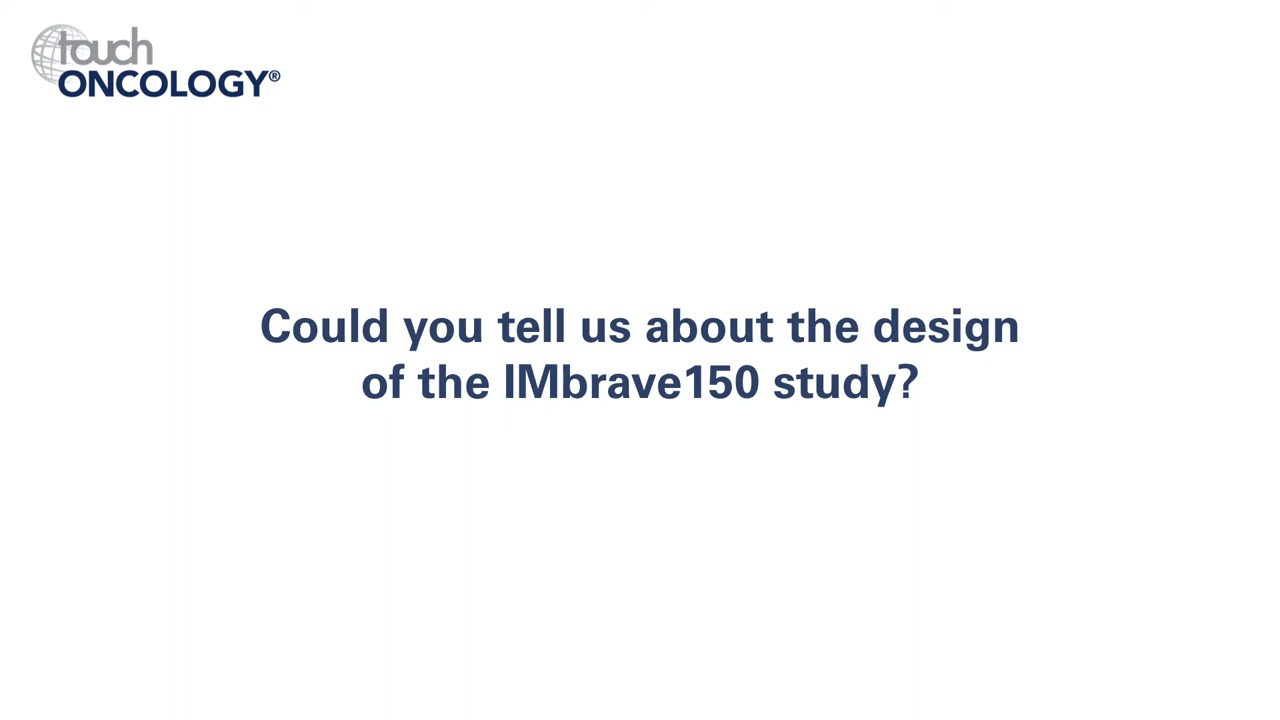 touch
ONCOLOGY®
Could you tell us about the design
of the IMbrave150 study?